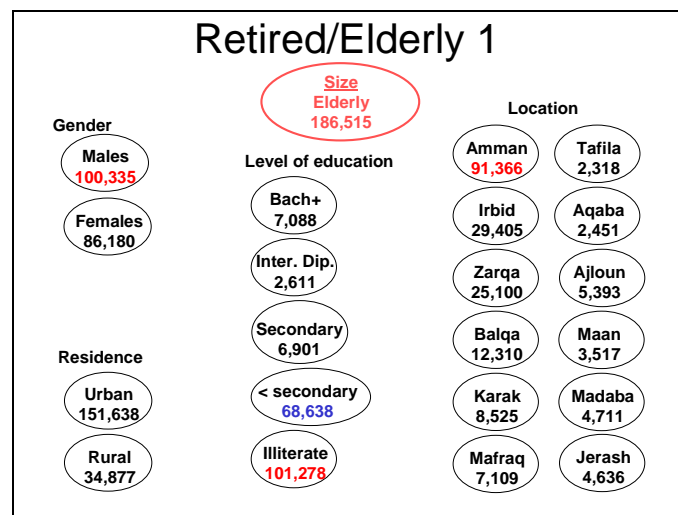 Retired/Elderly 1
Size
Elderly
186,515
Gender
Males
100,335
Females
86,180
Residence
Urban
151,638
Rural
34,877
Level of education
Bach+
7,088
Inter. Dip.
2,611
Secondary
6,901
< secondary
68,638
Illiterate
101,278
Location
Amman
91,366
Tafila
2,318
Irbid
29,405
Aqaba
2,451
Zarqa
25,100
Ajloun
5,393
Balqa
12,310
Maan
3,517
Karak
8,525
Madaba
4,711
Mafraq
7,109
Jerash
4,636